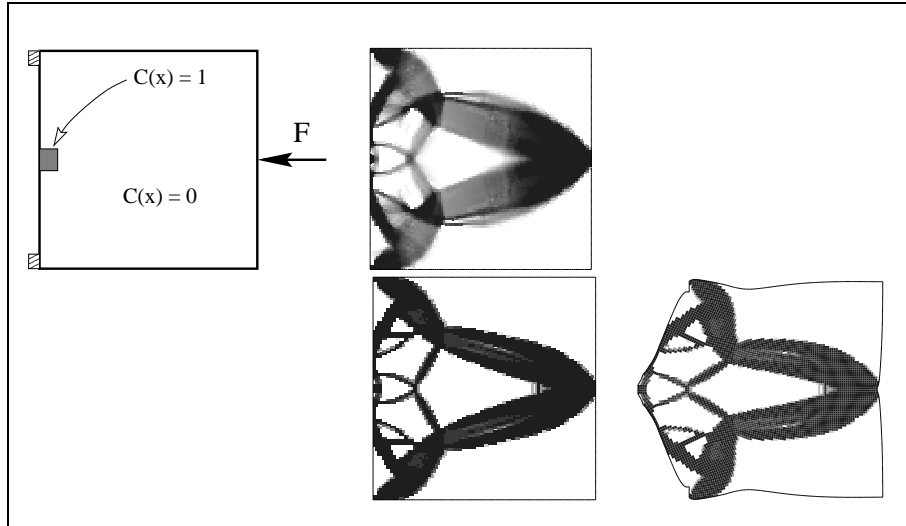 C(x) = 1
F
C(x) = 0